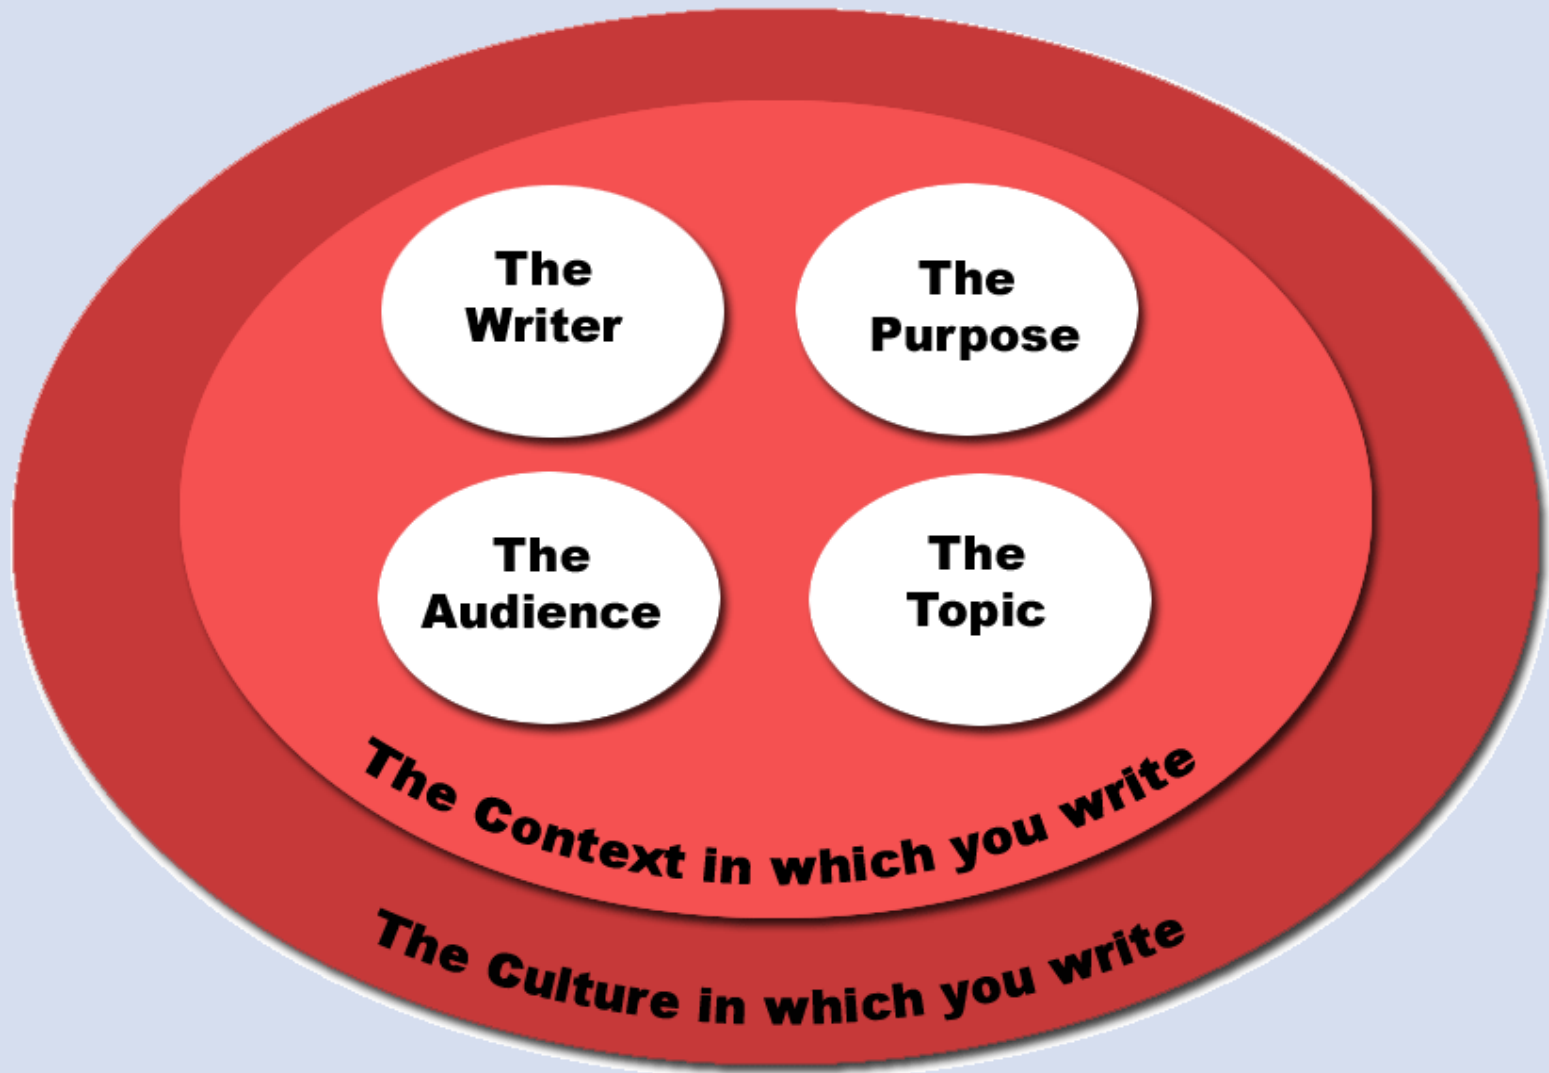 The
Writer
The
Purpose
The
Audience
The
Topic
The Context in which you write
The Culture in which you write